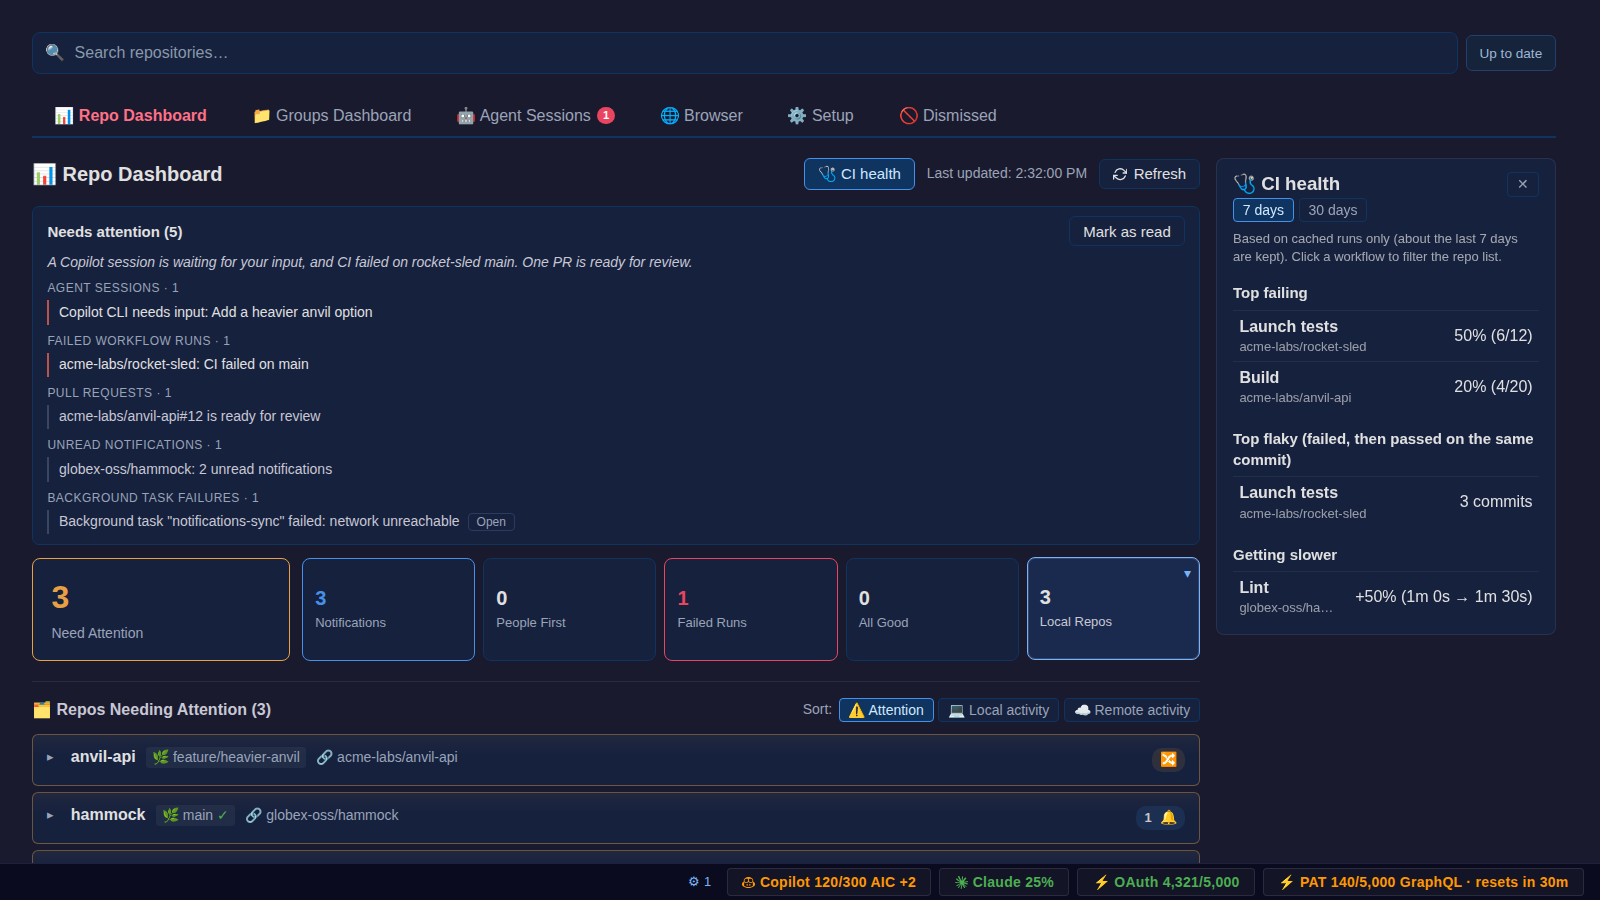 🔍 Search repositories…
Up to date
📊 Repo Dashboard
📁 Groups Dashboard
🤖 Agent Sessions 1
🌐 Browser
⚙️ Setup
🚫 Dismissed
📊 Repo Dashboard
🩺 CI health
Last updated: 2:32:00 PM
Refresh
Needs attention (5)
Mark as read
A Copilot session is waiting for your input, and CI failed on rocket-sled main. One PR is ready for review.
AGENT SESSIONS · 1
Copilot CLI needs input: Add a heavier anvil option
FAILED WORKFLOW RUNS · 1
acme-labs/rocket-sled: CI failed on main
PULL REQUESTS · 1
acme-labs/anvil-api#12 is ready for review
UNREAD NOTIFICATIONS · 1
globex-oss/hammock: 2 unread notifications
BACKGROUND TASK FAILURES · 1
Background task "notifications-sync" failed: network unreachable Open
3
Need Attention
3
Notifications
0
People First
1
Failed Runs
0
All Good
▼
3
Local Repos
🗂️ Repos Needing Attention (3)
Sort: ⚠️ Attention 💻 Local activity ☁️ Remote activity
▸ anvil-api 🌿 feature/heavier-anvil 🔗 acme-labs/anvil-api 🔀
▸ hammock 🌿 main ✓ 🔗 globex-oss/hammock 1 🔔
🩺 CI health ✕
7 days 30 days
Based on cached runs only (about the last 7 days
are kept). Click a workflow to filter the repo list.
Top failing
Launch tests
acme-labs/rocket-sled
50% (6/12)
Build
acme-labs/anvil-api
20% (4/20)
Top flaky (failed, then passed on the same
commit)
Launch tests
acme-labs/rocket-sled
3 commits
Getting slower
Lint
globex-oss/ha…
+50% (1m 0s → 1m 30s)
⚙ 1
Copilot 120/300 AIC +2
Claude 25%
⚡ OAuth 4,321/5,000
⚡ PAT 140/5,000 GraphQL · resets in 30m